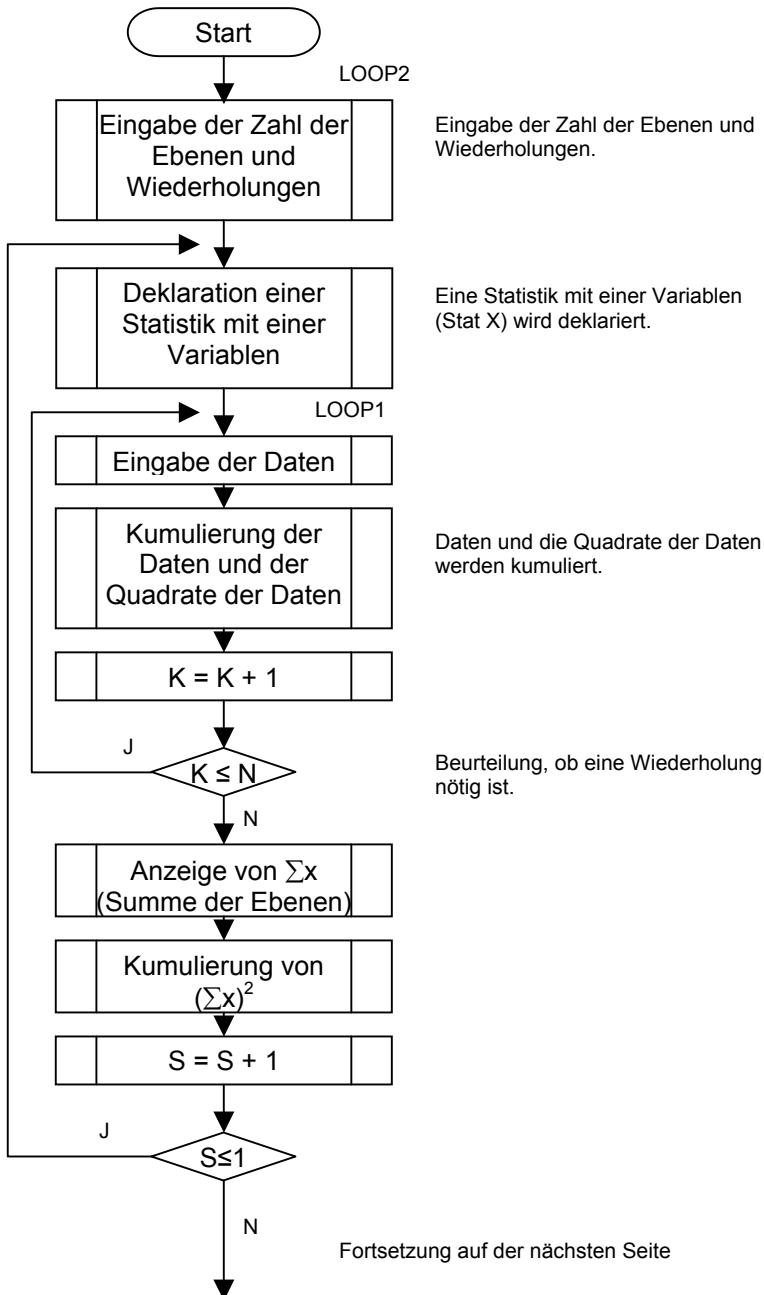 Start
LOOP2
Eingabe der Zahl der
Ebenen und
Wiederholungen
Eingabe der Zahl der Ebenen und
Wiederholungen.
Deklaration einer
Statistik mit einer
Variablen
Eine Statistik mit einer Variablen
(Stat X) wird deklariert.
LOOP1
Eingabe der Daten
Kumulierung der
Daten und der
Quadrate der Daten
Daten und die Quadrate der Daten
werden kumuliert.
K = K + 1
J
K ≤ N
Beurteilung, ob eine Wiederholung
nötig ist.
N
Anzeige von ∑x
(Summe der Ebenen)
Kumulierung von
(∑x)²
S = S + 1
J
S≤1
N
Fortsetzung auf der nächsten Seite